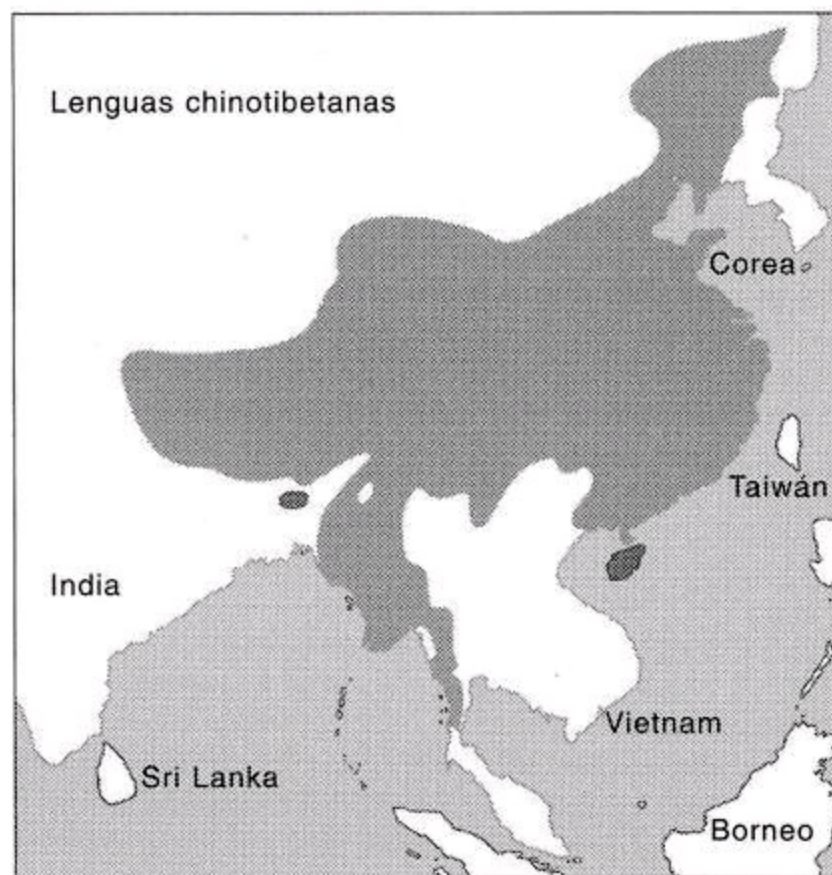 Lenguas chinotibetanas
Corea
Taiwán
India
Vietnam
Sri Lanka
Borneo